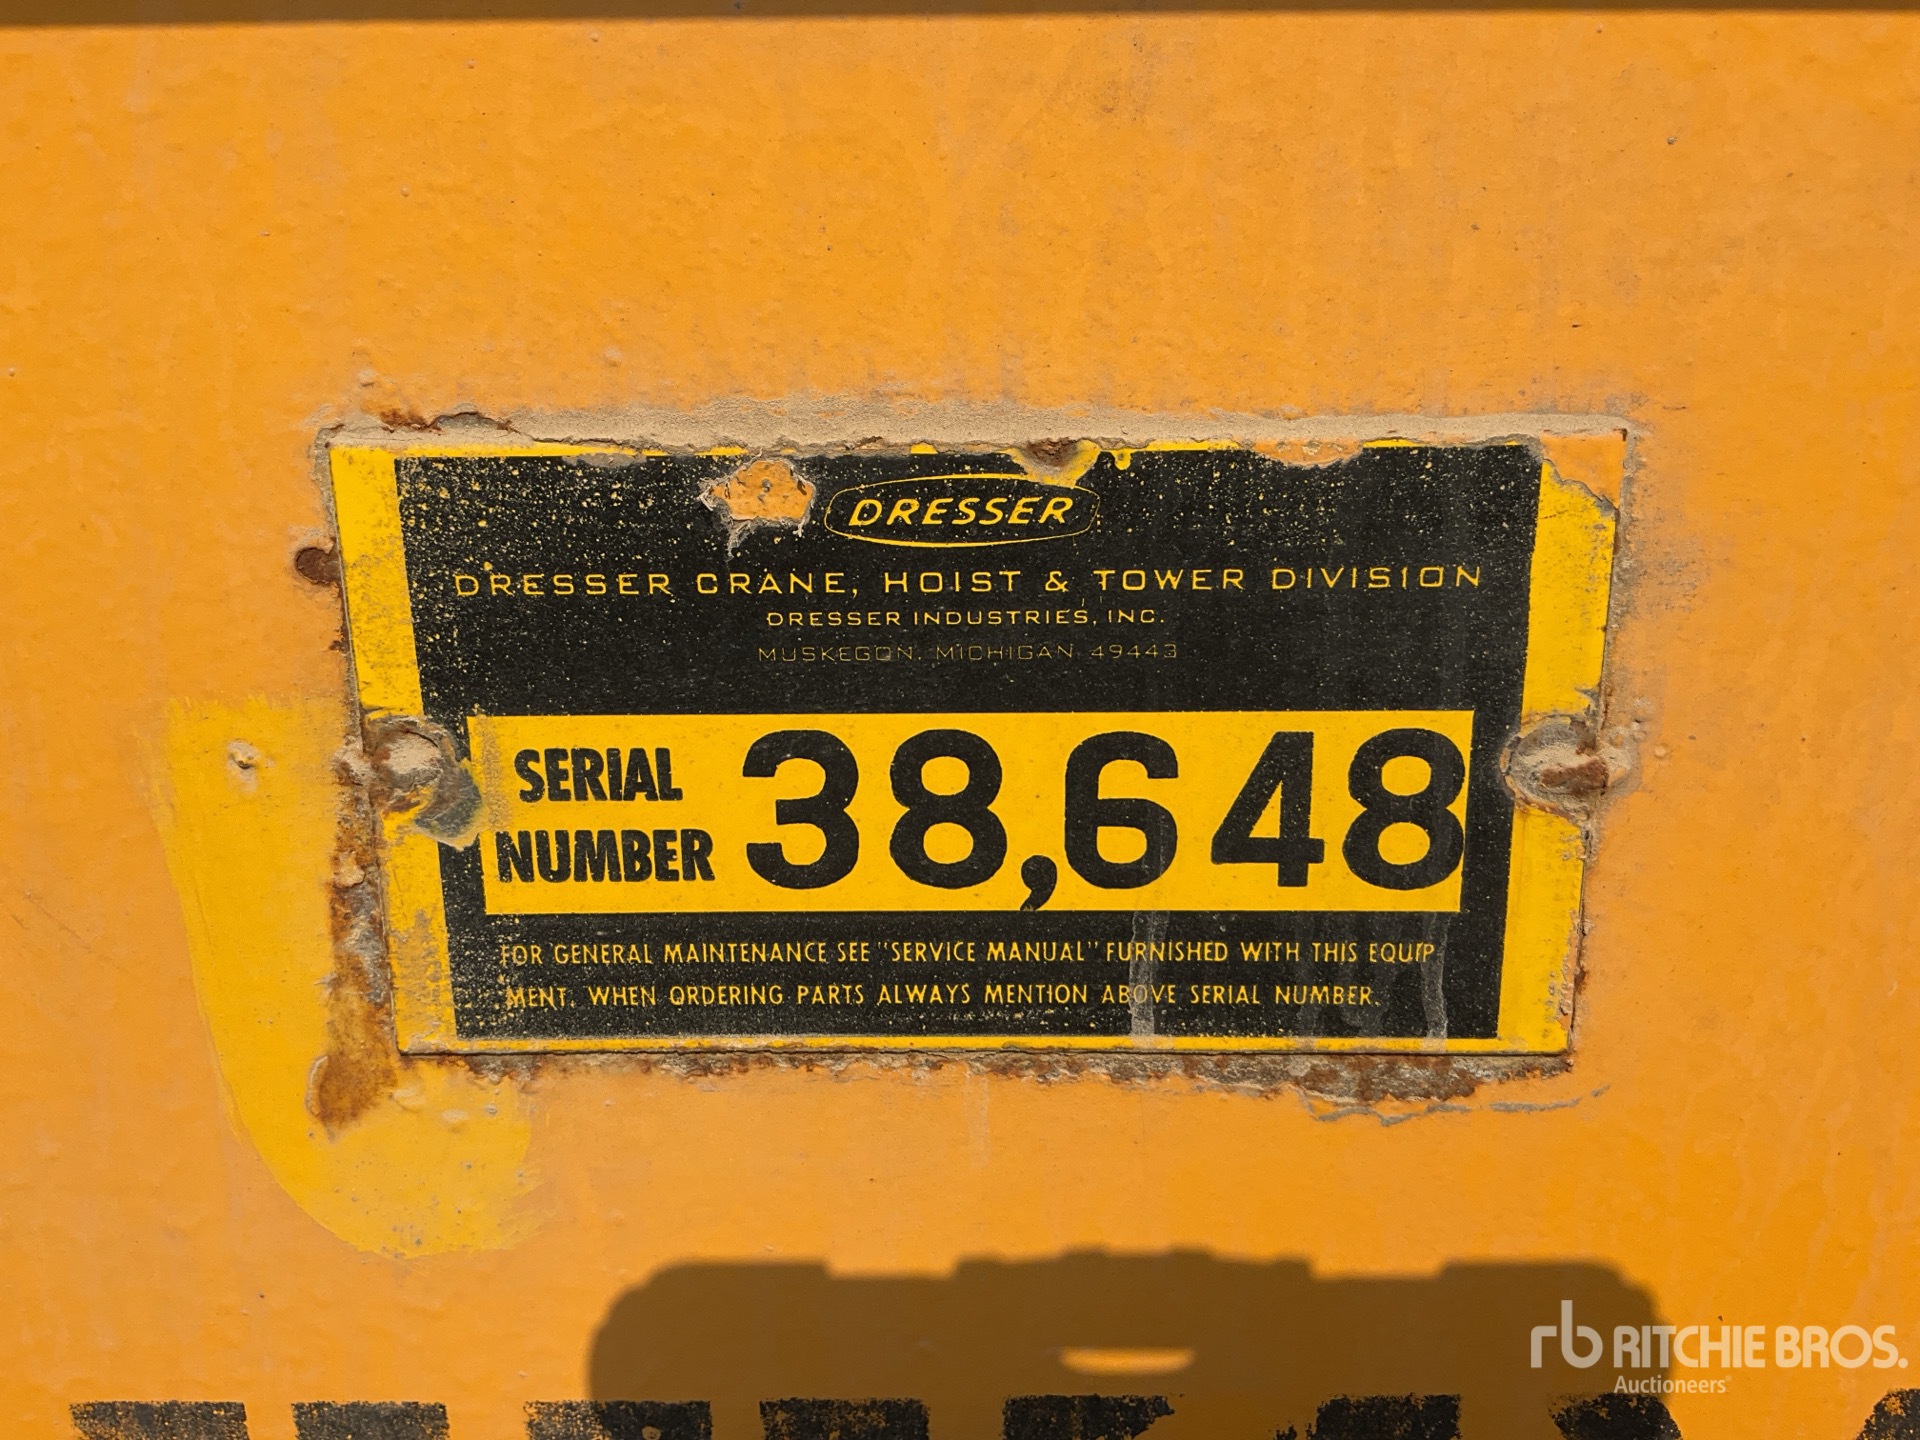 DRESSER
DRESSER CRANE, HOIST & TOWER DIVISION
DRESSER INDUSTRIES, INC.
MUSKEGON, MICHIGAN 49443
SERIAL
NUMBER 38,648
FOR GENERAL MAINTENANCE SEE "SERVICE MANUAL" FURNISHED WITH THIS EQUIP
MENT. WHEN ORDERING PARTS ALWAYS MENTION ABOVE SERIAL NUMBER.
rb RITCHIE BROS.
Auctioneers